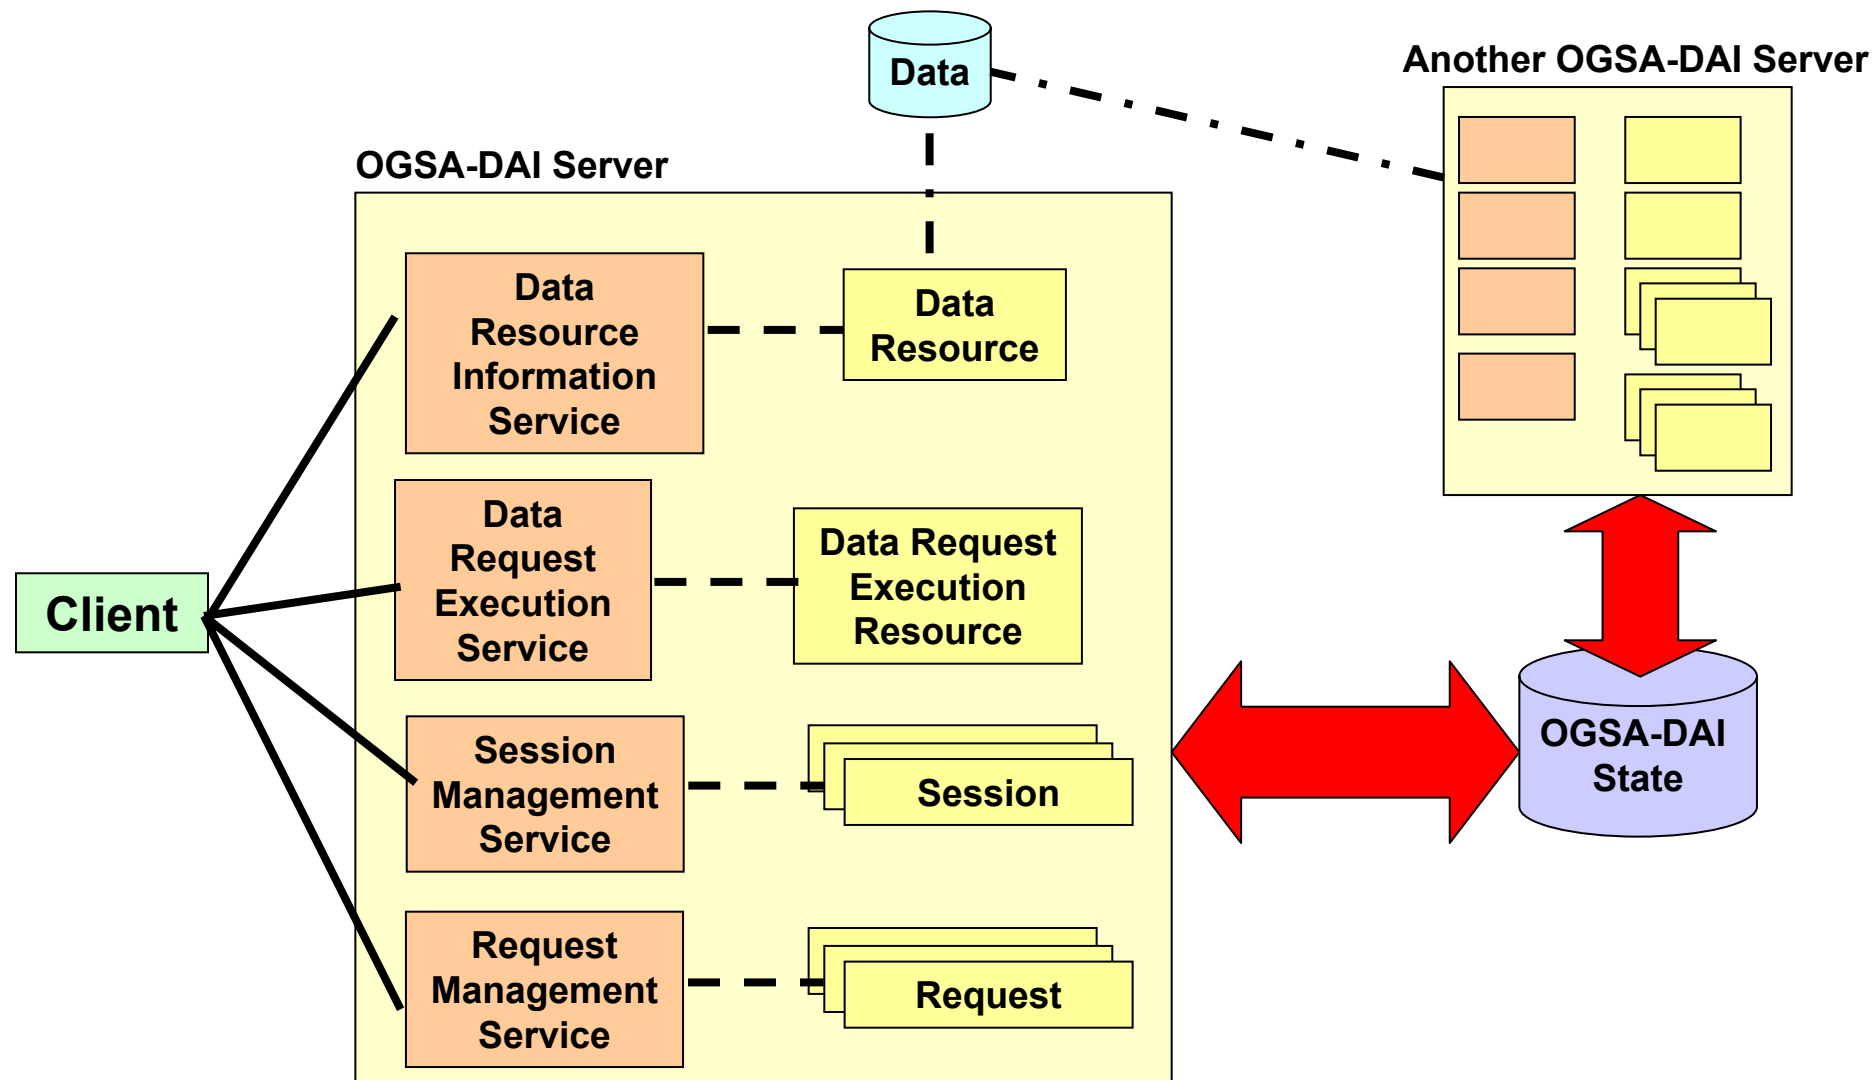 Data
Another OGSA-DAI Server
OGSA-DAI Server
Data
Resource
Information
Service
Data
Resource
Data
Request
Execution
Service
Data Request
Execution
Resource
Client
Session
Management
Service
Session
OGSA-DAI
State
Request
Management
Service
Request